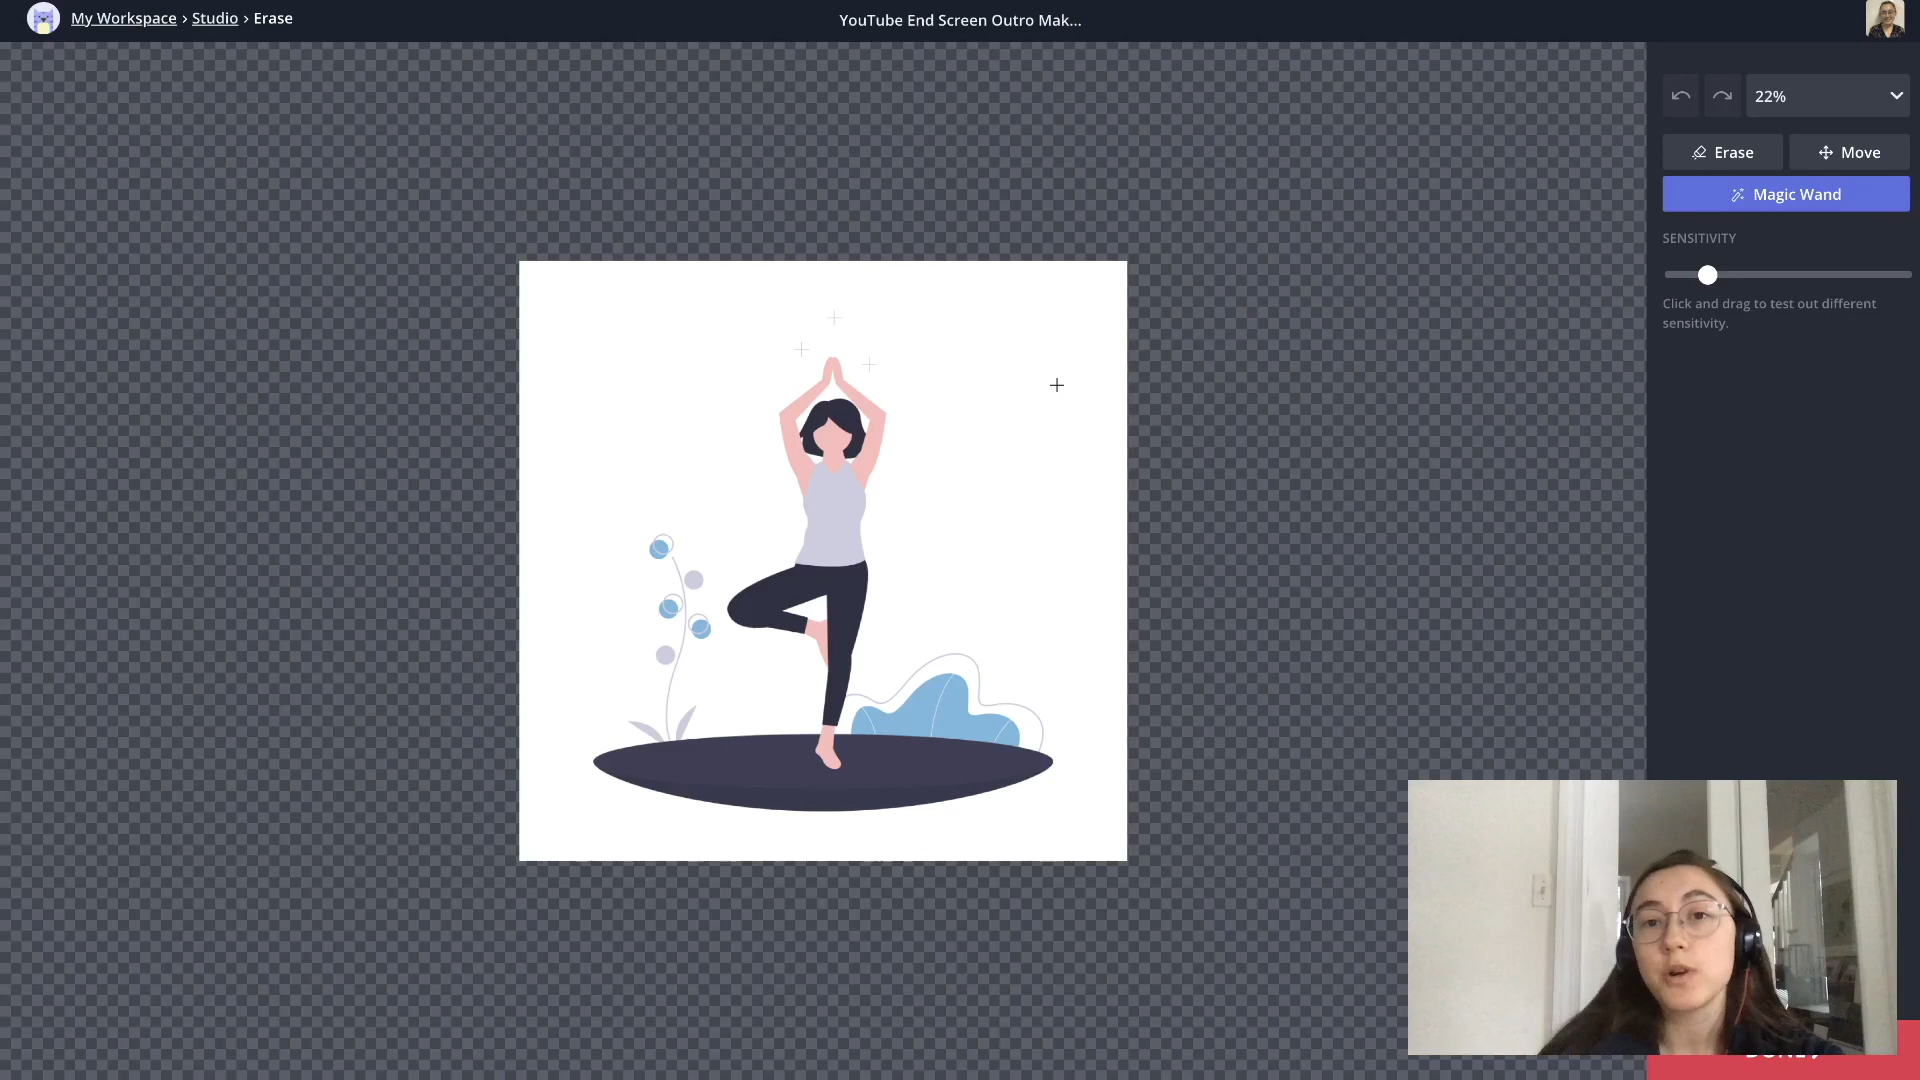 My Workspace › Studio › Erase
YouTube End Screen Outro Mak...
22%
Erase
Move
Magic Wand
SENSITIVITY
Click and drag to test out different
sensitivity.